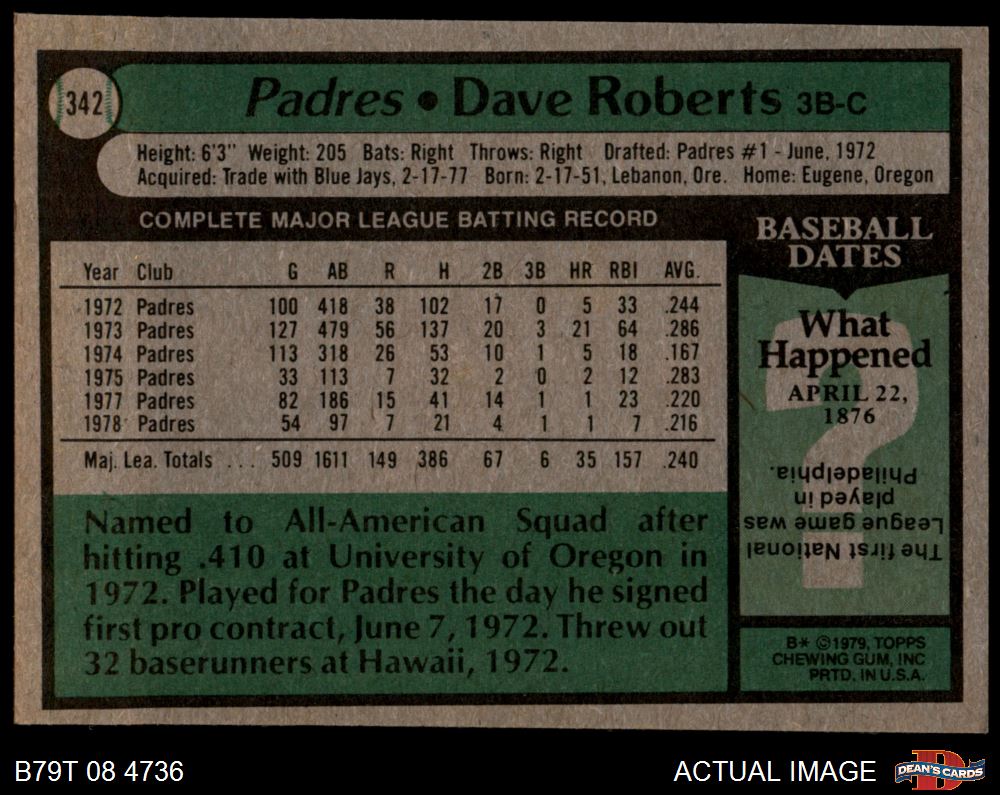 342
Padres • Dave Roberts 3B-C
Height: 6'3" Weight: 205 Bats: Right Throws: Right Drafted: Padres #1 - June, 1972
Acquired: Trade with Blue Jays, 2-17-77 Born: 2-17-51, Lebanon, Ore. Home: Eugene, Oregon
COMPLETE MAJOR LEAGUE BATTING RECORD
Year Club G AB R H 2B 3B HR RBI AVG.
1972 Padres 100 418 38 102 17 0 5 33 .244
1973 Padres 127 479 56 137 20 3 21 64 .286
1974 Padres 113 318 26 53 10 1 5 18 .167
1975 Padres 33 113 7 32 2 0 2 12 .283
1977 Padres 82 186 15 41 14 1 1 23 .220
1978 Padres 54 97 7 21 4 1 1 7 .216
Maj. Lea. Totals ... 509 1611 149 386 67 6 35 157 .240
Named to All-American Squad after
hitting .410 at University of Oregon in
1972. Played for Padres the day he signed
first pro contract, June 7, 1972. Threw out
32 baserunners at Hawaii, 1972.
BASEBALL
DATES
What
Happened
APRIL 22,
1876
?
The first National
League game was
played in
Philadelphia.
B* ©1979, TOPPS
CHEWING GUM, INC
PRTD. IN U.S.A.
B79T 08 4736
ACTUAL IMAGE
D
DEAN'S CARDS